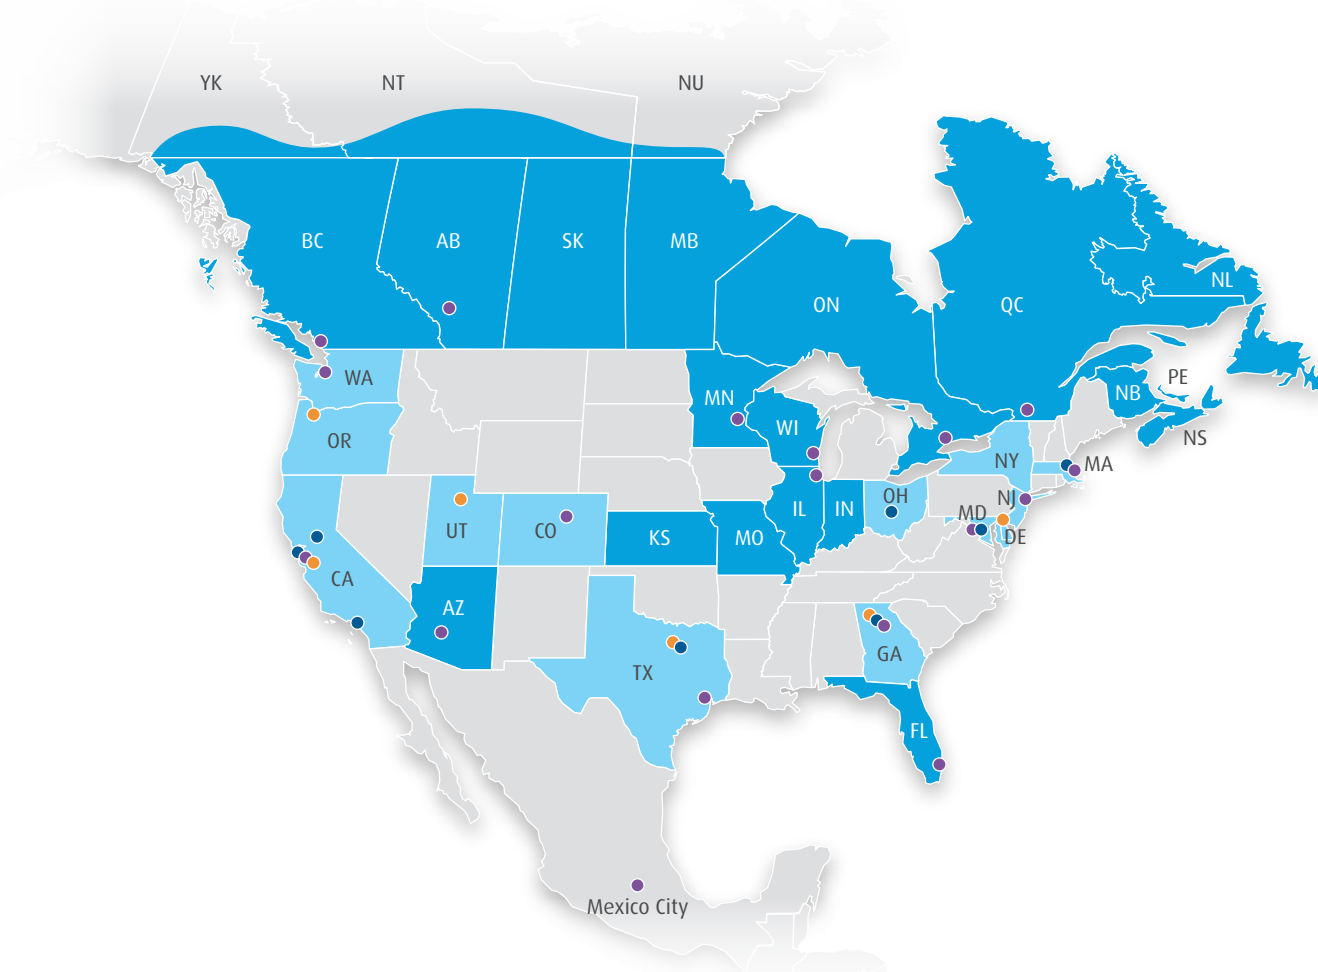 YK
NT
NU
BC
AB
SK
MB
ON
QC
NL
WA
MN
NB
PE
OR
WI
NS
NY
MA
UT
CO
KS
MO
IL
IN
OH
NJ
MD
DE
CA
AZ
TX
GA
FL
Mexico City